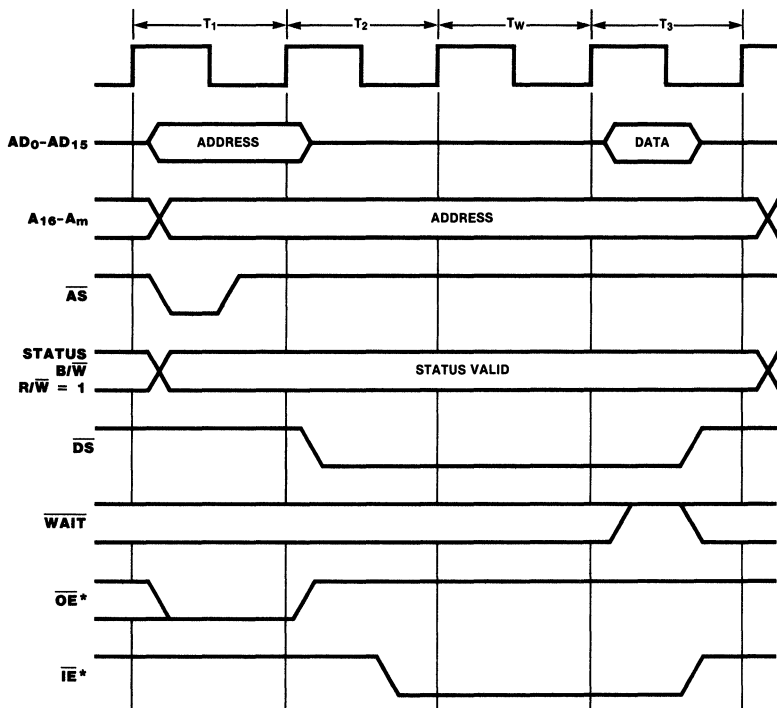 T1 T2 TW T3
AD0-AD15 ADDRESS DATA
A16-Am ADDRESS
AS
STATUS
B/W STATUS VALID
R/W = 1
DS
WAIT
OE*
IE*